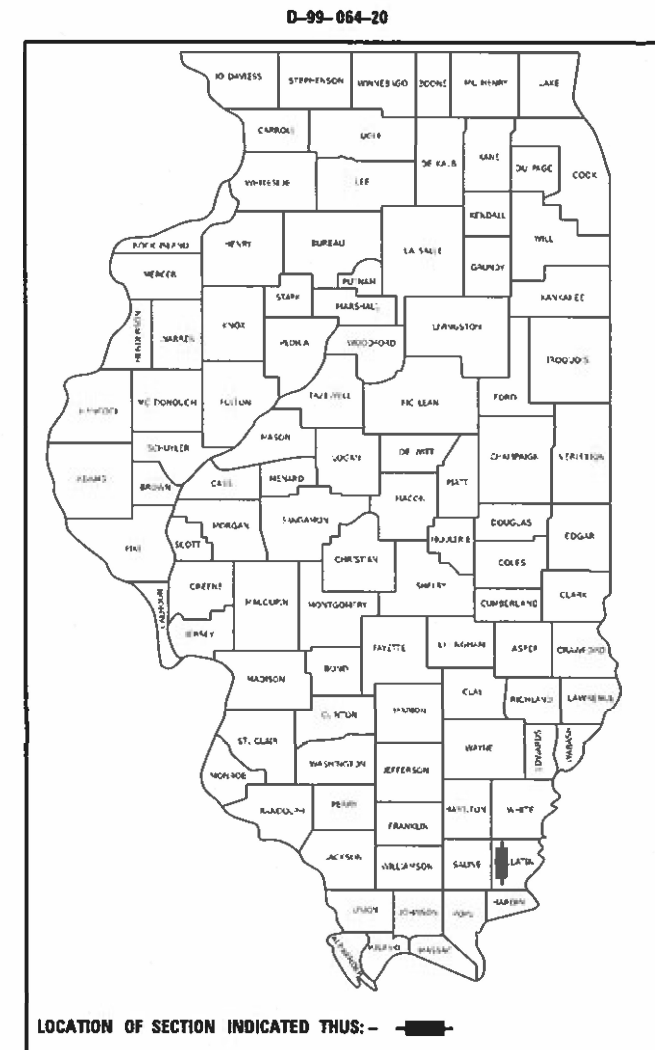 D-99-064-20
JO DAVIESS STEPHENSON WINNEBAGO BOONE MC HENRY LAKE
CARROLL OGLE DE KALB KANE DU PAGE COOK
WHITESIDE LEE KENDALL WILL
ROCK ISLAND HENRY BUREAU LA SALLE GRUNDY
MERCER PUTNAM KANKAKEE
HENDERSON WARREN KNOX STARK MARSHALL LIVINGSTON
PEORIA WOODFORD IROQUOIS
HANCOCK MC DONOUGH FULTON TAZEWELL MC LEAN FORD
MASON
SCHUYLER LOGAN DE WITT CHAMPAIGN VERMILION
ADAMS BROWN CASS MENARD MACON PIATT
MORGAN SANGAMON DOUGLAS
PIKE SCOTT CHRISTIAN MOULTRIE COLES EDGAR
CALHOUN GREENE MACOUPIN MONTGOMERY SHELBY CUMBERLAND CLARK
JERSEY FAYETTE EFFINGHAM JASPER CRAWFORD
MADISON BOND CLAY RICHLAND LAWRENCE
CLINTON MARION
ST. CLAIR WAYNE EDWARDS WABASH
MONROE WASHINGTON JEFFERSON
RANDOLPH PERRY HAMILTON WHITE
FRANKLIN
JACKSON WILLIAMSON SALINE LLATIN
UNION JOHNSON POPE HARDIN
ALEXANDER PULASKI MASSAC
LOCATION OF SECTION INDICATED THUS: -